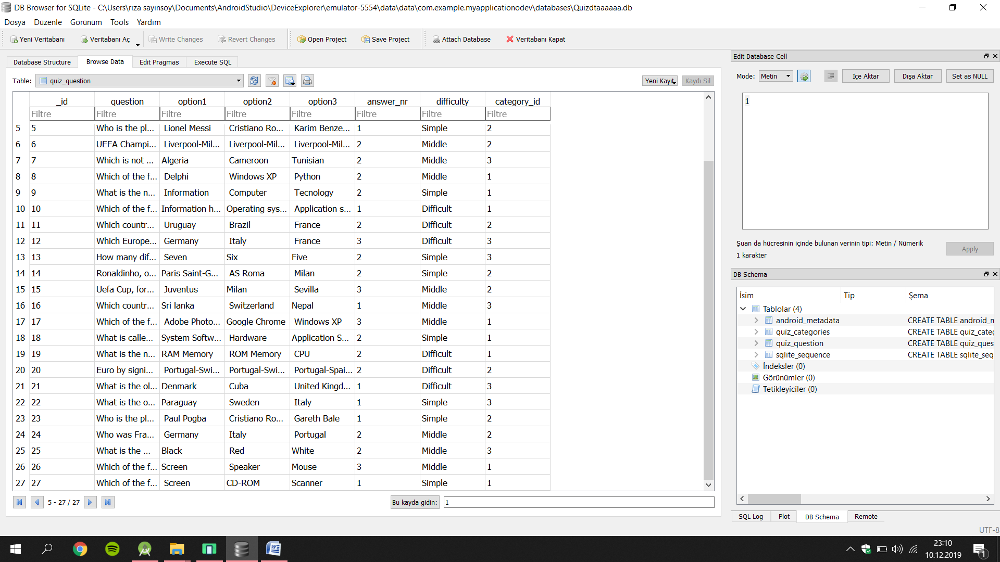 DB Browser for SQLite - C:\Users\rıza sayınsoy\Documents\AndroidStudio\DeviceExplorer\emulator-5554\data\data\com.example.myapplicationodev\databases\Quizdtaaaaaa.db
Dosya Düzenle Görünüm Tools Yardım
Yeni Veritabanı Veritabanı Aç Write Changes Revert Changes Open Project Save Project Attach Database Veritabanı Kapat
Database Structure Browse Data Edit Pragmas Execute SQL
Table: quiz_question Yeni Kayıt Kaydı Sil
_id question option1 option2 option3 answer_nr difficulty category_id
Filtre Filtre Filtre Filtre Filtre Filtre Filtre Filtre
5 5 Who is the pl... Lionel Messi Cristiano Ro... Karim Benze... 1 Simple 2
6 6 UEFA Champi... Liverpool-Mil... Liverpool-Mil... Liverpool-Mil... 2 Middle 2
7 7 Which is not ... Algeria Cameroon Tunisian 2 Middle 3
8 8 Which of the f... Delphi Windows XP Python 2 Middle 1
9 9 What is the n... Information Computer Tecnology 2 Simple 1
10 10 Which of the f... Information h... Operating sys... Application s... 1 Difficult 1
11 11 Which countr... Uruguay Brazil France 2 Difficult 2
12 12 Which Europe... Germany Italy France 3 Difficult 3
13 13 How many dif... Seven Six Five 2 Simple 3
14 14 Ronaldinho, o... Paris Saint-G... AS Roma Milan 2 Simple 2
15 15 Uefa Cup, for... Juventus Milan Sevilla 3 Middle 2
16 16 Which countr... Sri lanka Switzerland Nepal 1 Middle 3
17 17 Which of the f... Adobe Photo... Google Chrome Windows XP 3 Middle 1
18 18 What is calle... System Softw... Hardware Application S... 2 Simple 1
19 19 What is the n... RAM Memory ROM Memory CPU 2 Difficult 1
20 20 Euro by signi... Portugal-Swi... Portugal-Swi... Portugal-Spai... 2 Difficult 2
21 21 What is the ol... Denmark Cuba United Kingd... 1 Difficult 3
22 22 What is the o... Paraguay Sweden Italy 1 Simple 3
23 23 Who is the pl... Paul Pogba Cristiano Ro... Gareth Bale 1 Simple 2
24 24 Who was Fra... Germany Italy Portugal 2 Middle 2
25 25 What is the ... Black Red White 2 Middle 3
26 26 Which of the f... Screen Speaker Mouse 3 Middle 1
27 27 Which of the f... Screen CD-ROM Scanner 1 Simple 1
5 - 27 / 27 Bu kayda gidin: 1
Edit Database Cell
Mode: Metin İçe Aktar Dışa Aktar Set as NULL
1
Şuan da hücresinin içinde bulunan verinin tipi: Metin / Nümerik
1 karakter
Apply
DB Schema
İsim Tip Şema
Tablolar (4)
android_metadata CREATE TABLE android_m
quiz_categories CREATE TABLE quiz_categ
quiz_question CREATE TABLE quiz_ques
sqlite_sequence CREATE TABLE sqlite_seq
İndeksler (0)
Görünümler (0)
Tetikleyiciler (0)
SQL Log Plot DB Schema Remote
UTF-8
23:10
10.12.2019
1